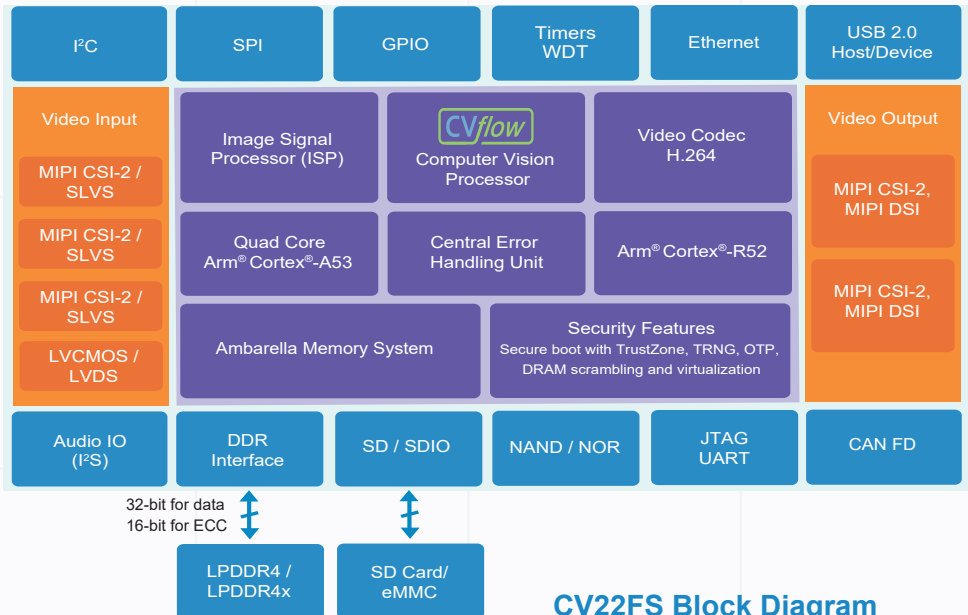 I²C
SPI
GPIO
Timers
WDT
Ethernet
USB 2.0
Host/Device
Video Input
MIPI CSI-2 /
SLVS
MIPI CSI-2 /
SLVS
MIPI CSI-2 /
SLVS
LVCMOS /
LVDS
Image Signal
Processor (ISP)
CVflow
Computer Vision
Processor
Video Codec
H.264
Quad Core
Arm® Cortex®-A53
Central Error
Handling Unit
Arm® Cortex®-R52
Ambarella Memory System
Security Features
Secure boot with TrustZone, TRNG, OTP,
DRAM scrambling and virtualization
Video Output
MIPI CSI-2,
MIPI DSI
MIPI CSI-2,
MIPI DSI
Audio IO
(I²S)
DDR
Interface
SD / SDIO
NAND / NOR
JTAG
UART
CAN FD
32-bit for data
16-bit for ECC
LPDDR4 /
LPDDR4x
SD Card/
eMMC
CV22FS Block Diagram